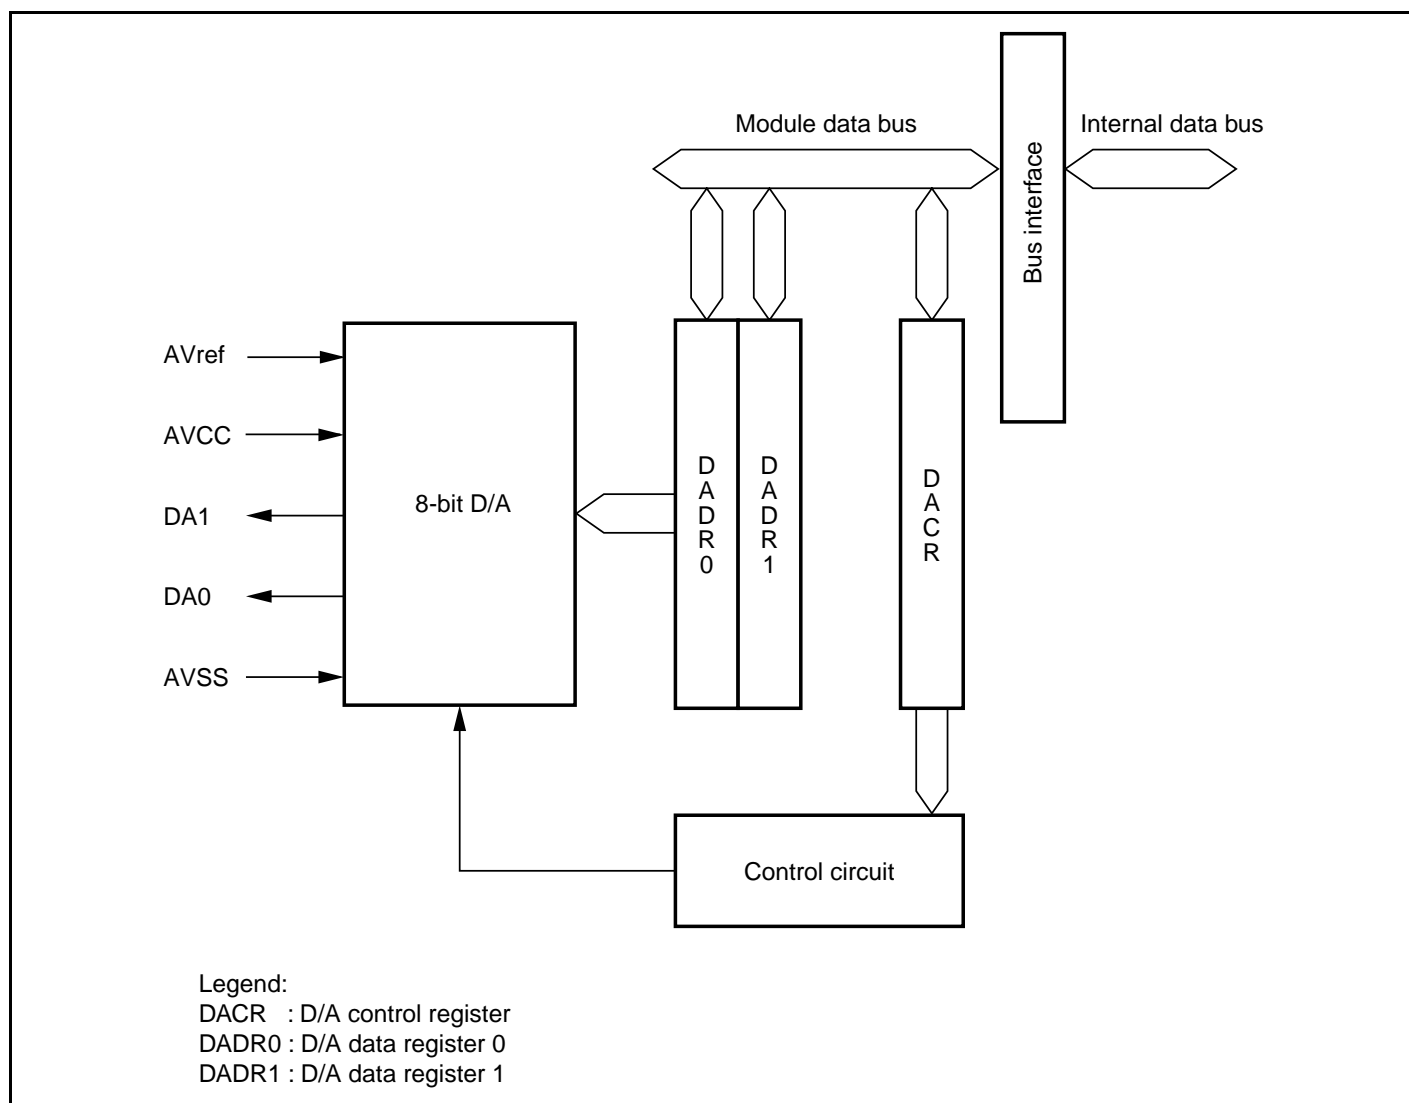 Module data bus
Internal data bus
Bus interface
AVref
AVCC
DA1
DA0
AVSS
8-bit D/A
DADR0
DADR1
DACR
Control circuit
Legend:
DACR : D/A control register
DADR0 : D/A data register 0
DADR1 : D/A data register 1